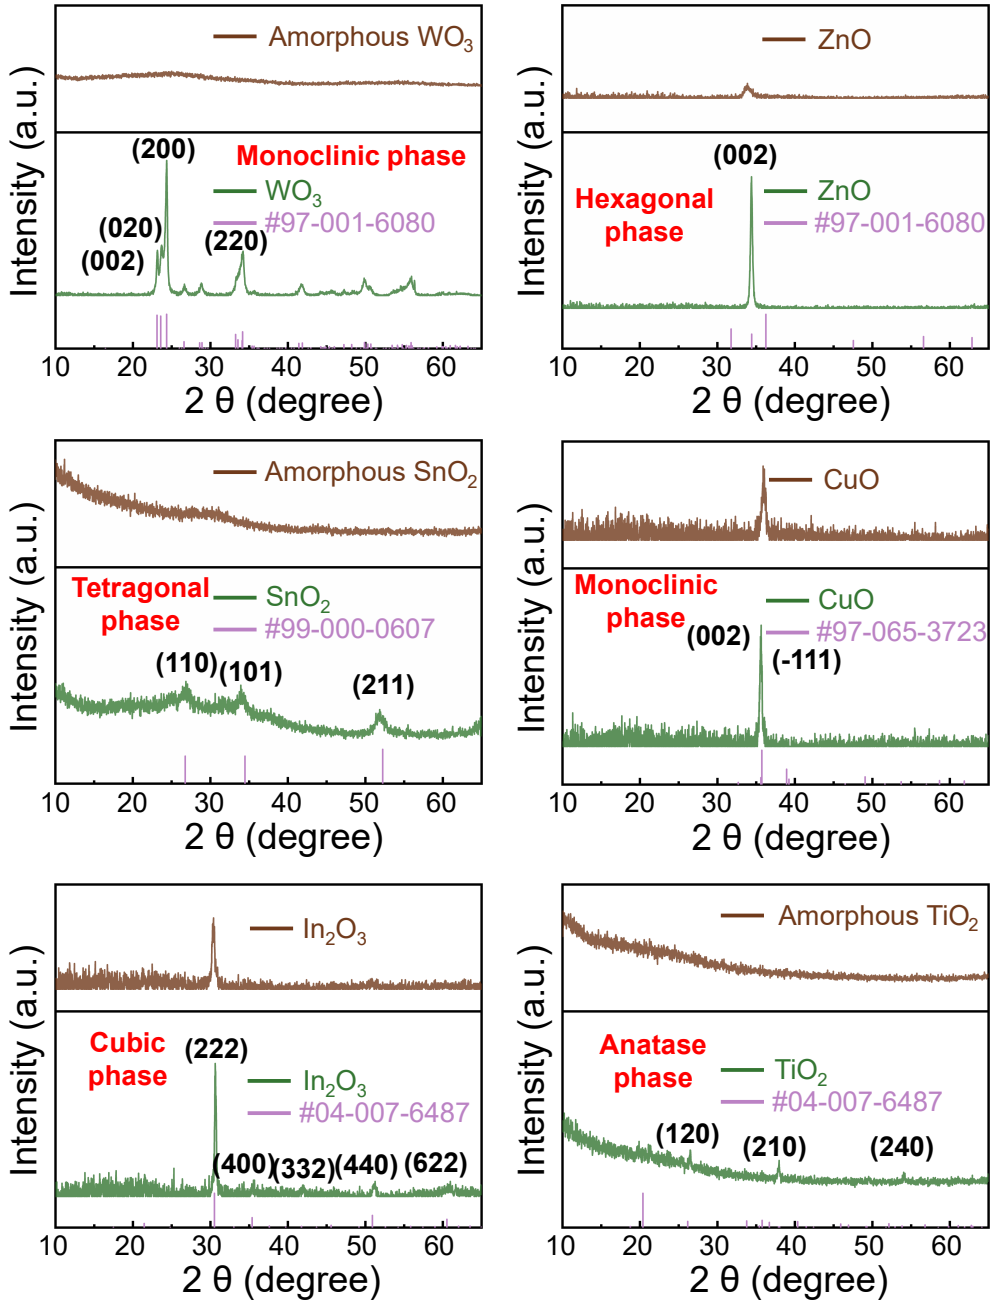 Intensity (a.u.)
Amorphous WO₃
(200)
Monoclinic phase
WO₃
#97-001-6080
(020)
(002)
(220)
10 20 30 40 50 60
2 θ (degree)
Intensity (a.u.)
ZnO
(002)
Hexagonal
phase
ZnO
#97-001-6080
10 20 30 40 50 60
2 θ (degree)
Intensity (a.u.)
Amorphous SnO₂
Tetragonal
phase
SnO₂
#99-000-0607
(110)
(101)
(211)
10 20 30 40 50 60
2 θ (degree)
Intensity (a.u.)
CuO
Monoclinic
phase
CuO
#97-065-3723
(002)
(-111)
10 20 30 40 50 60
2 θ (degree)
Intensity (a.u.)
In₂O₃
Cubic
phase
(222)
In₂O₃
#04-007-6487
(400)
(332)
(440)
(622)
10 20 30 40 50 60
2 θ (degree)
Intensity (a.u.)
Amorphous TiO₂
Anatase
phase
TiO₂
#04-007-6487
(120)
(210)
(240)
10 20 30 40 50 60
2 θ (degree)